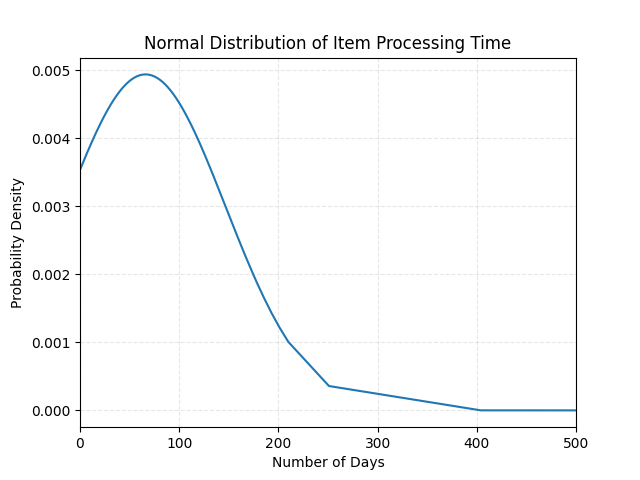 Normal Distribution of Item Processing Time
0.005
0.004
0.003
0.002
0.001
0.000
Probability Density
0 100 200 300 400 500
Number of Days